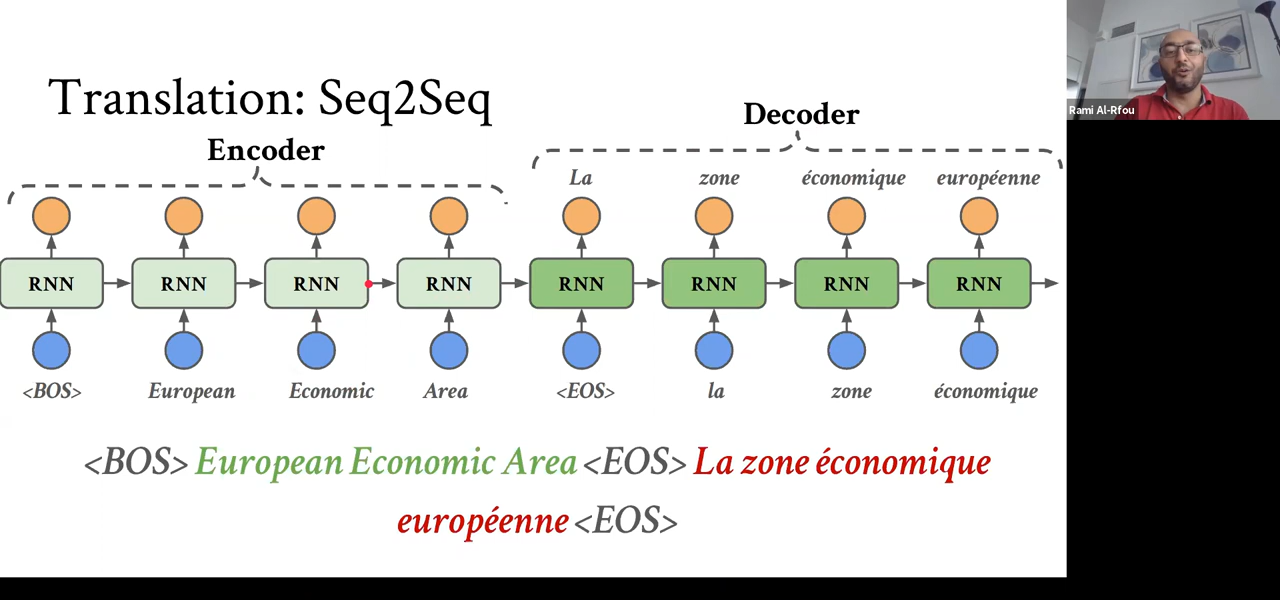 Translation: Seq2Seq
Encoder
Decoder
La zone économique européenne
RNN RNN RNN RNN RNN RNN RNN RNN
<BOS> European Economic Area <EOS> la zone économique
<BOS> European Economic Area <EOS> La zone économique
européenne <EOS>
Rami Al-Rfou